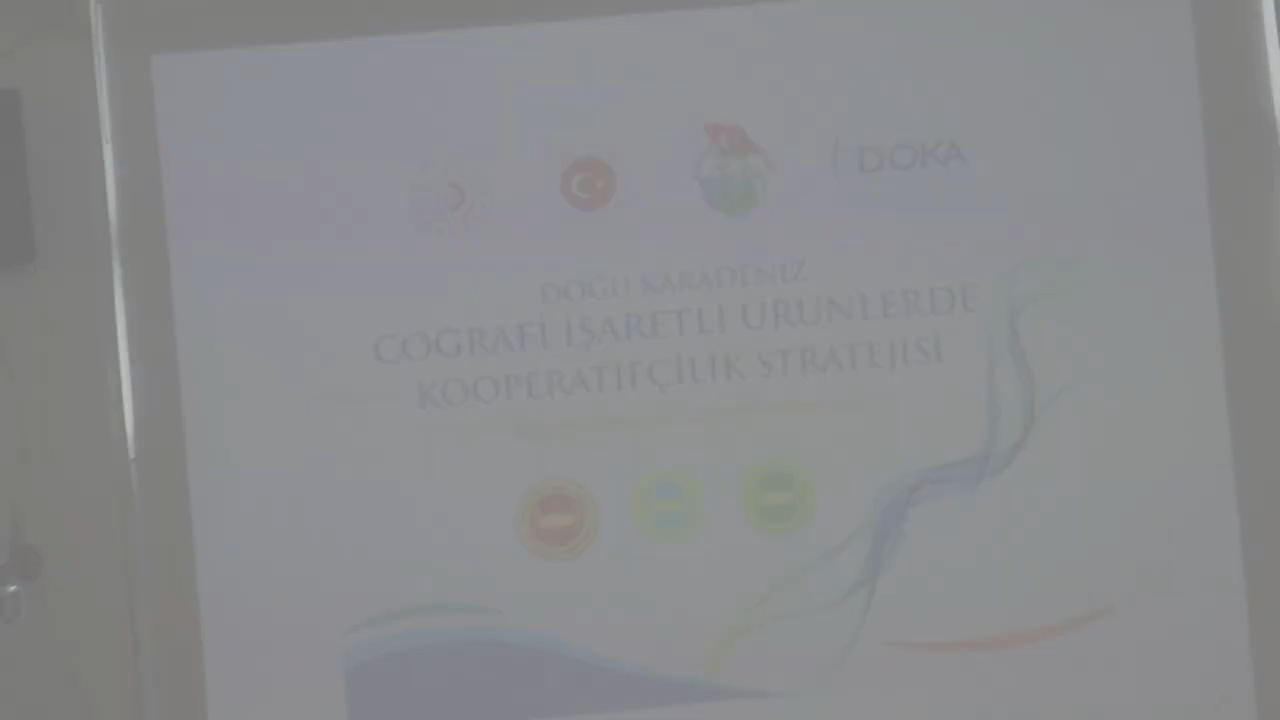 DOKA
DOĞU KARADENİZ
COĞRAFİ İŞARETLİ ÜRÜNLERDE
KOOPERATİFÇİLİK STRATEJİSİ